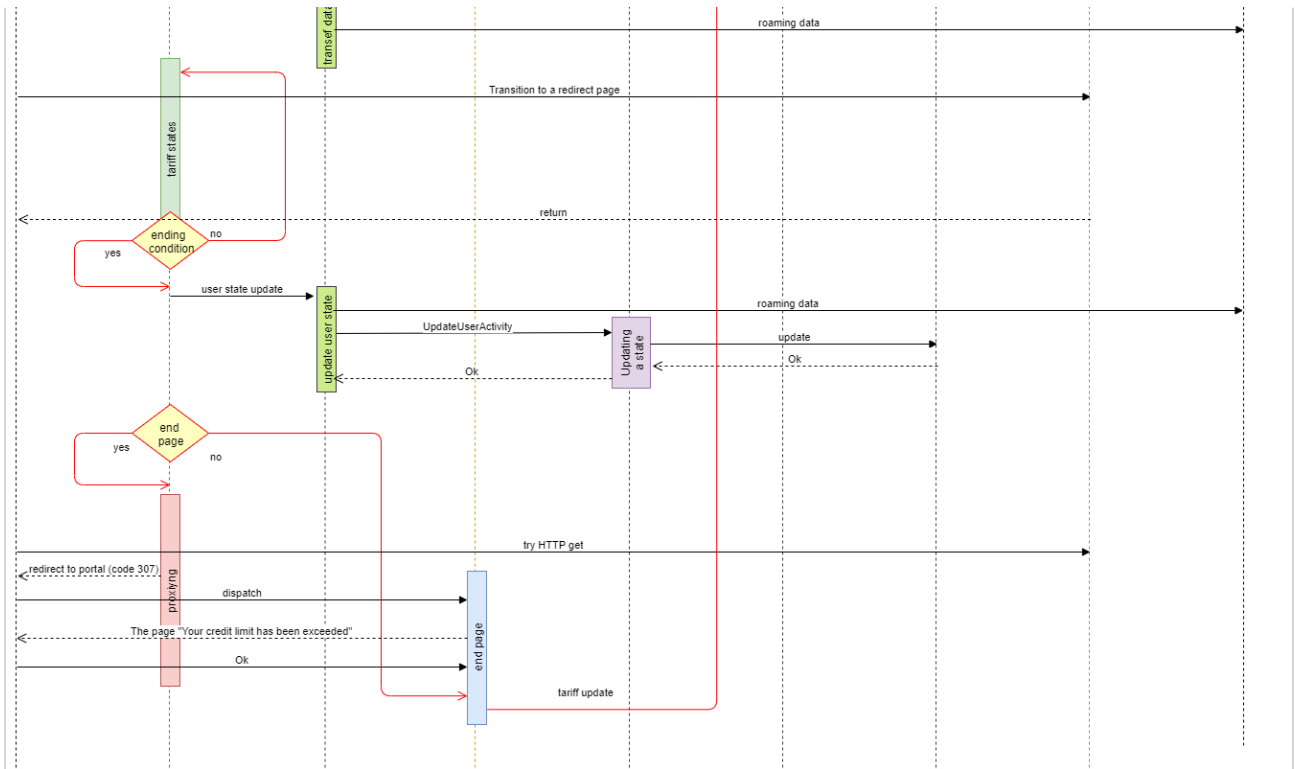 roaming data
transef data
Transition to a redirect page
tariff states
return
ending
condition
no
yes
user state update
update user state
roaming data
UpdateUserActivity
Updating
a state
update
Ok
Ok
end
page
yes
no
try HTTP get
redirect to portal (code 307)
proxiyng
dispatch
The page "Your credit limit has been exceeded"
end page
Ok
tariff update